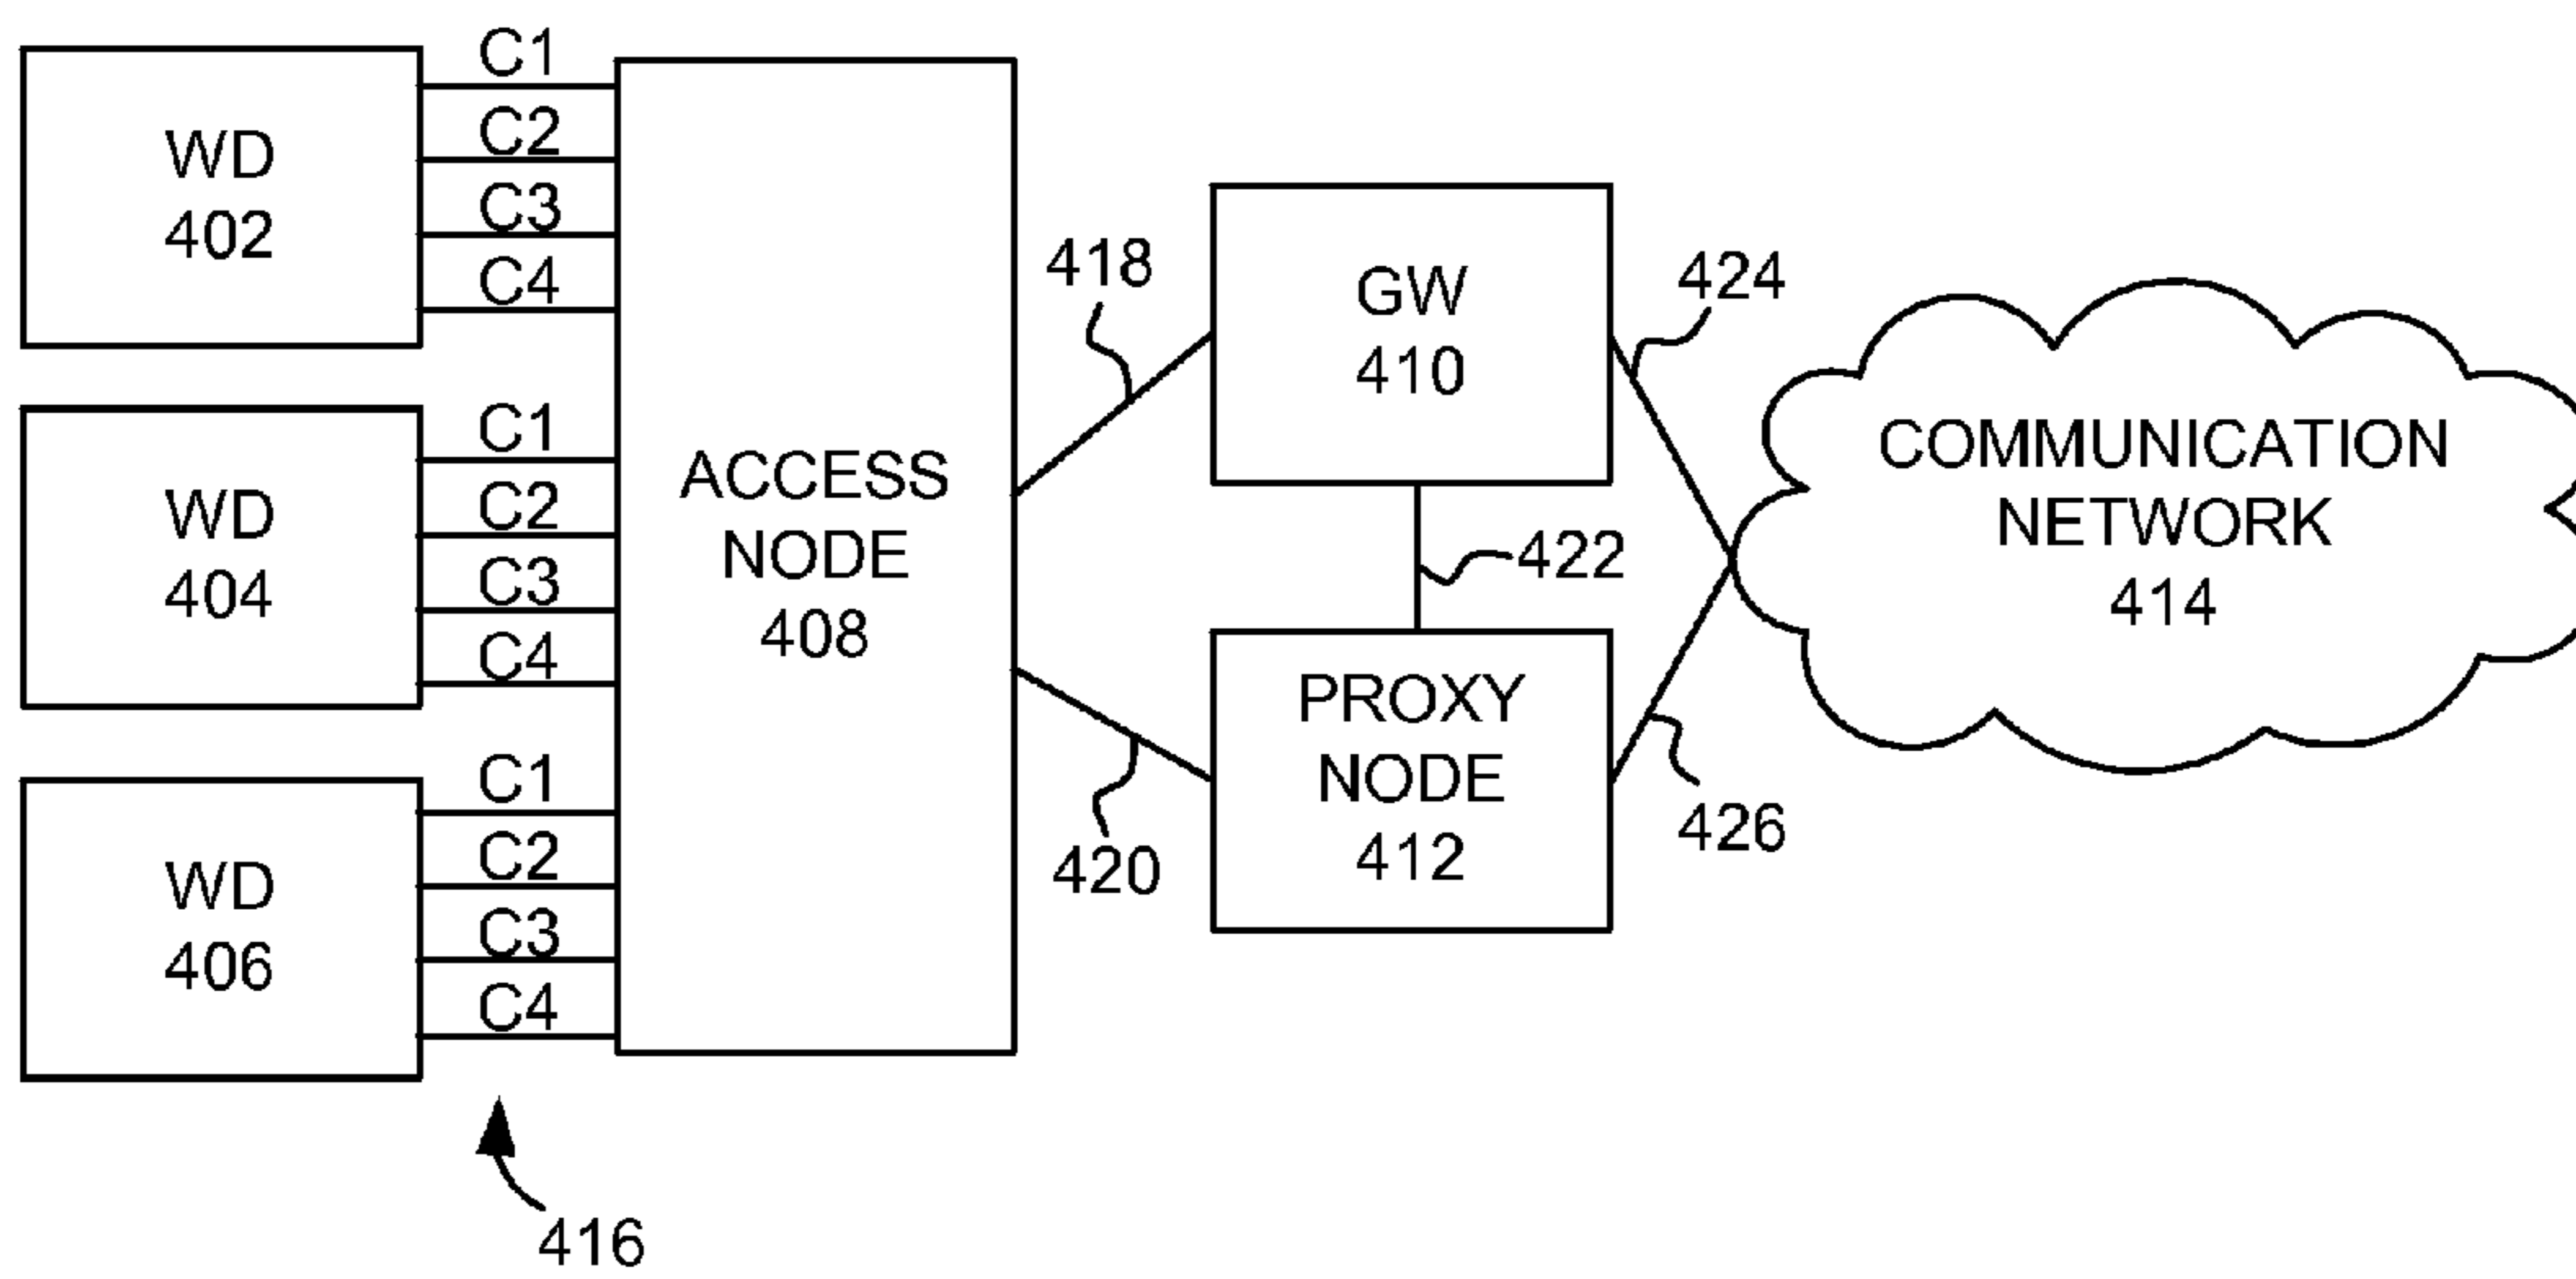 C1
C2
C3
C4
WD
402
C1
C2
C3
C4
WD
404
C1
C2
C3
C4
WD
406
416
ACCESS
NODE
408
418
420
GW
410
422
PROXY
NODE
412
424
426
COMMUNICATION
NETWORK
414